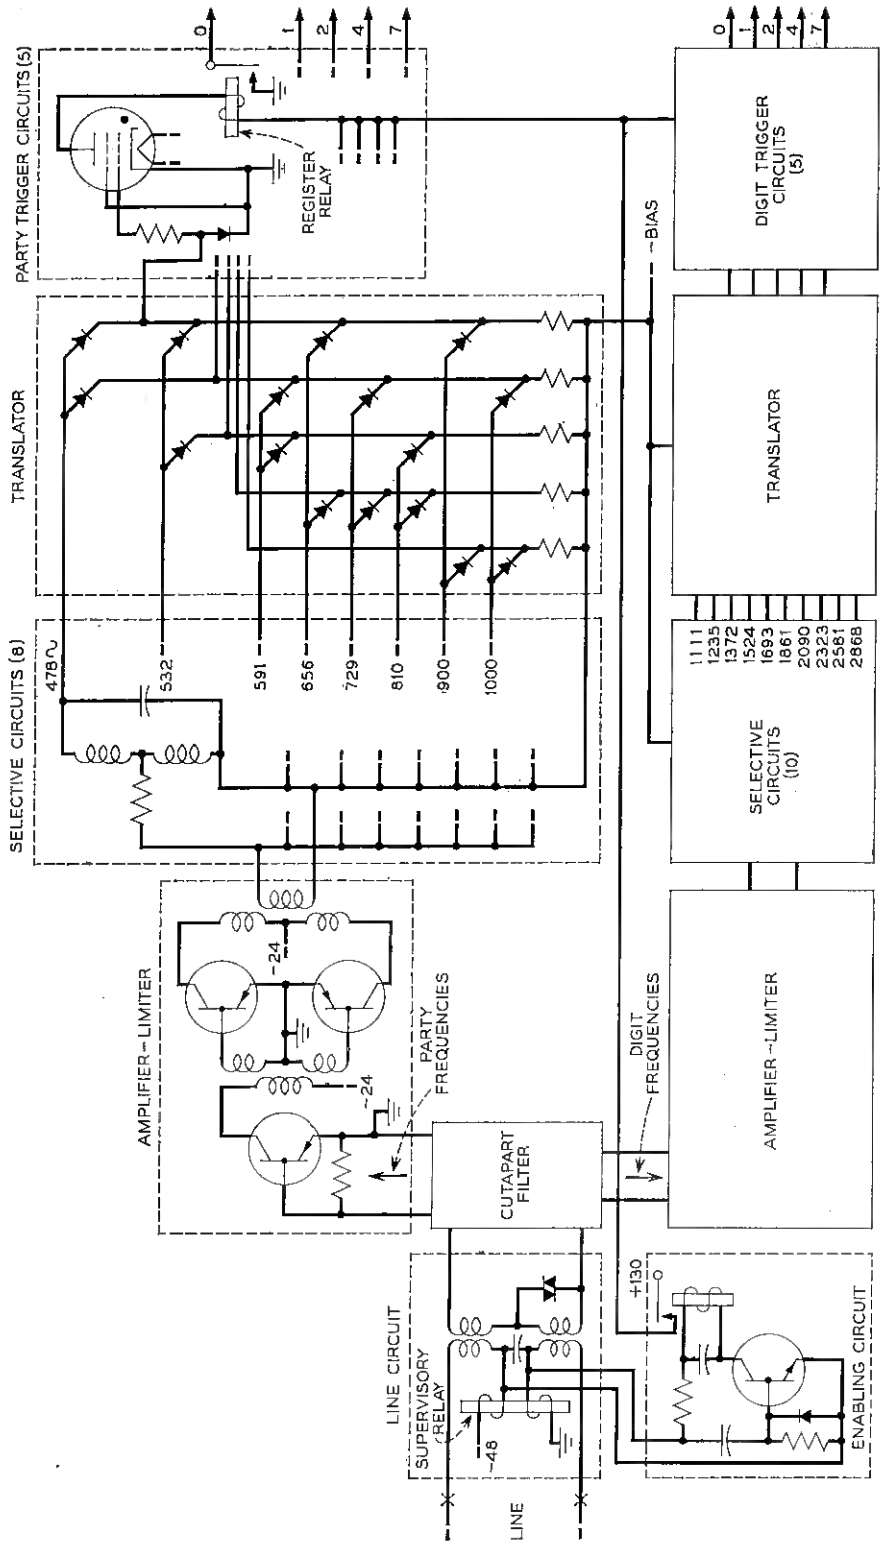 PARTY TRIGGER CIRCUITS (5)
0
1
2
4
7
REGISTER
RELAY
TRANSLATOR
SELECTIVE CIRCUITS (8)
478~
532
591
656
729
810
900
1000
AMPLIFIER-LIMITER
-24
-24
PARTY
FREQUENCIES
CUTAPART
FILTER
LINE CIRCUIT
SUPERVISORY
RELAY
-48
LINE
0
1
2
4
7
DIGIT TRIGGER
CIRCUITS
(5)
~BIAS
TRANSLATOR
1111
1235
1372
1524
1693
1861
2090
2323
2581
2868
SELECTIVE
CIRCUITS
(10)
DIGIT
FREQUENCIES
AMPLIFIER-LIMITER
+130
ENABLING CIRCUIT